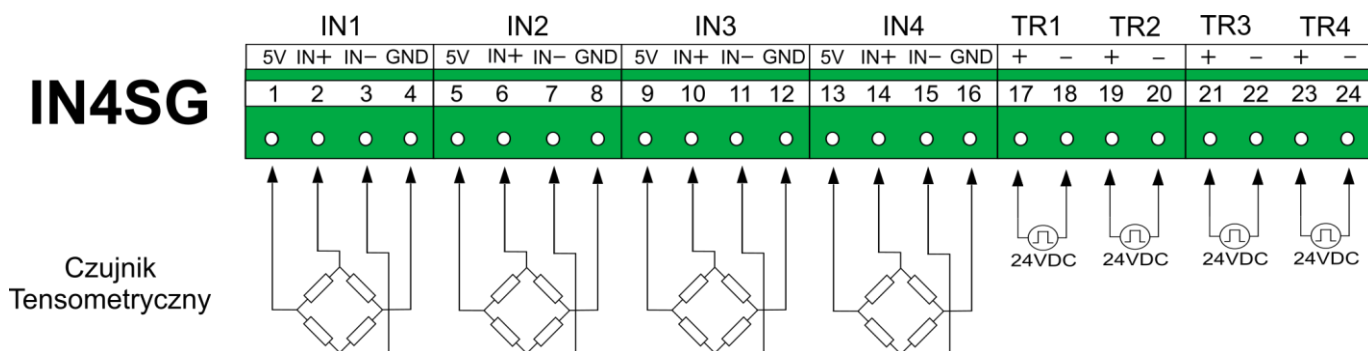 IN1 IN2 IN3 IN4 TR1 TR2 TR3 TR4
5V IN+ IN− GND 5V IN+ IN− GND 5V IN+ IN− GND 5V IN+ IN− GND + − + − + − + −
IN4SG
1 2 3 4 5 6 7 8 9 10 11 12 13 14 15 16 17 18 19 20 21 22 23 24
24VDC 24VDC 24VDC 24VDC
Czujnik
Tensometryczny